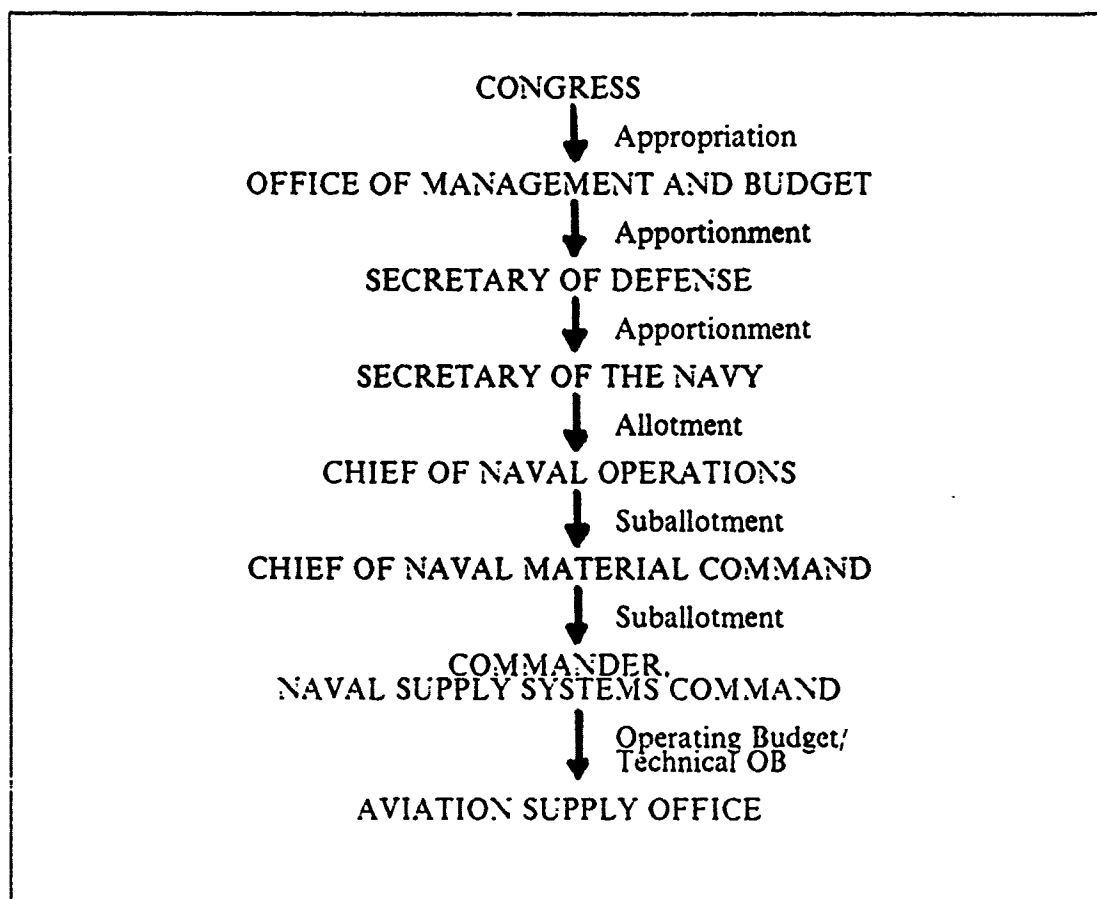 CONGRESS
Appropriation
OFFICE OF MANAGEMENT AND BUDGET
Apportionment
SECRETARY OF DEFENSE
Apportionment
SECRETARY OF THE NAVY
Allotment
CHIEF OF NAVAL OPERATIONS
Suballotment
CHIEF OF NAVAL MATERIAL COMMAND
Suballotment
COMMANDER,
NAVAL SUPPLY SYSTEMS COMMAND
Operating Budget/
Technical OB
AVIATION SUPPLY OFFICE